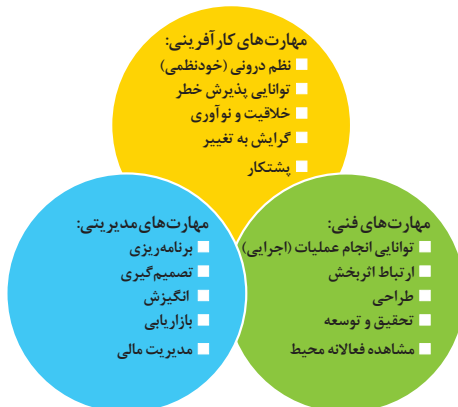 مهارت‌های کارآفرینی:
نظم درونی (خودنظمی)
توانایی پذیرش خطر
خلاقیت و نوآوری
گرایش به تغییر
پشتکار
مهارت‌های فنی:
توانایی انجام عملیات (اجرایی)
ارتباط اثربخش
طراحی
تحقیق و توسعه
مشاهده فعالانه محیط
مهارت‌های مدیریتی:
برنامه‌ریزی
تصمیم‌گیری
انگیزش
بازاریابی
مدیریت مالی